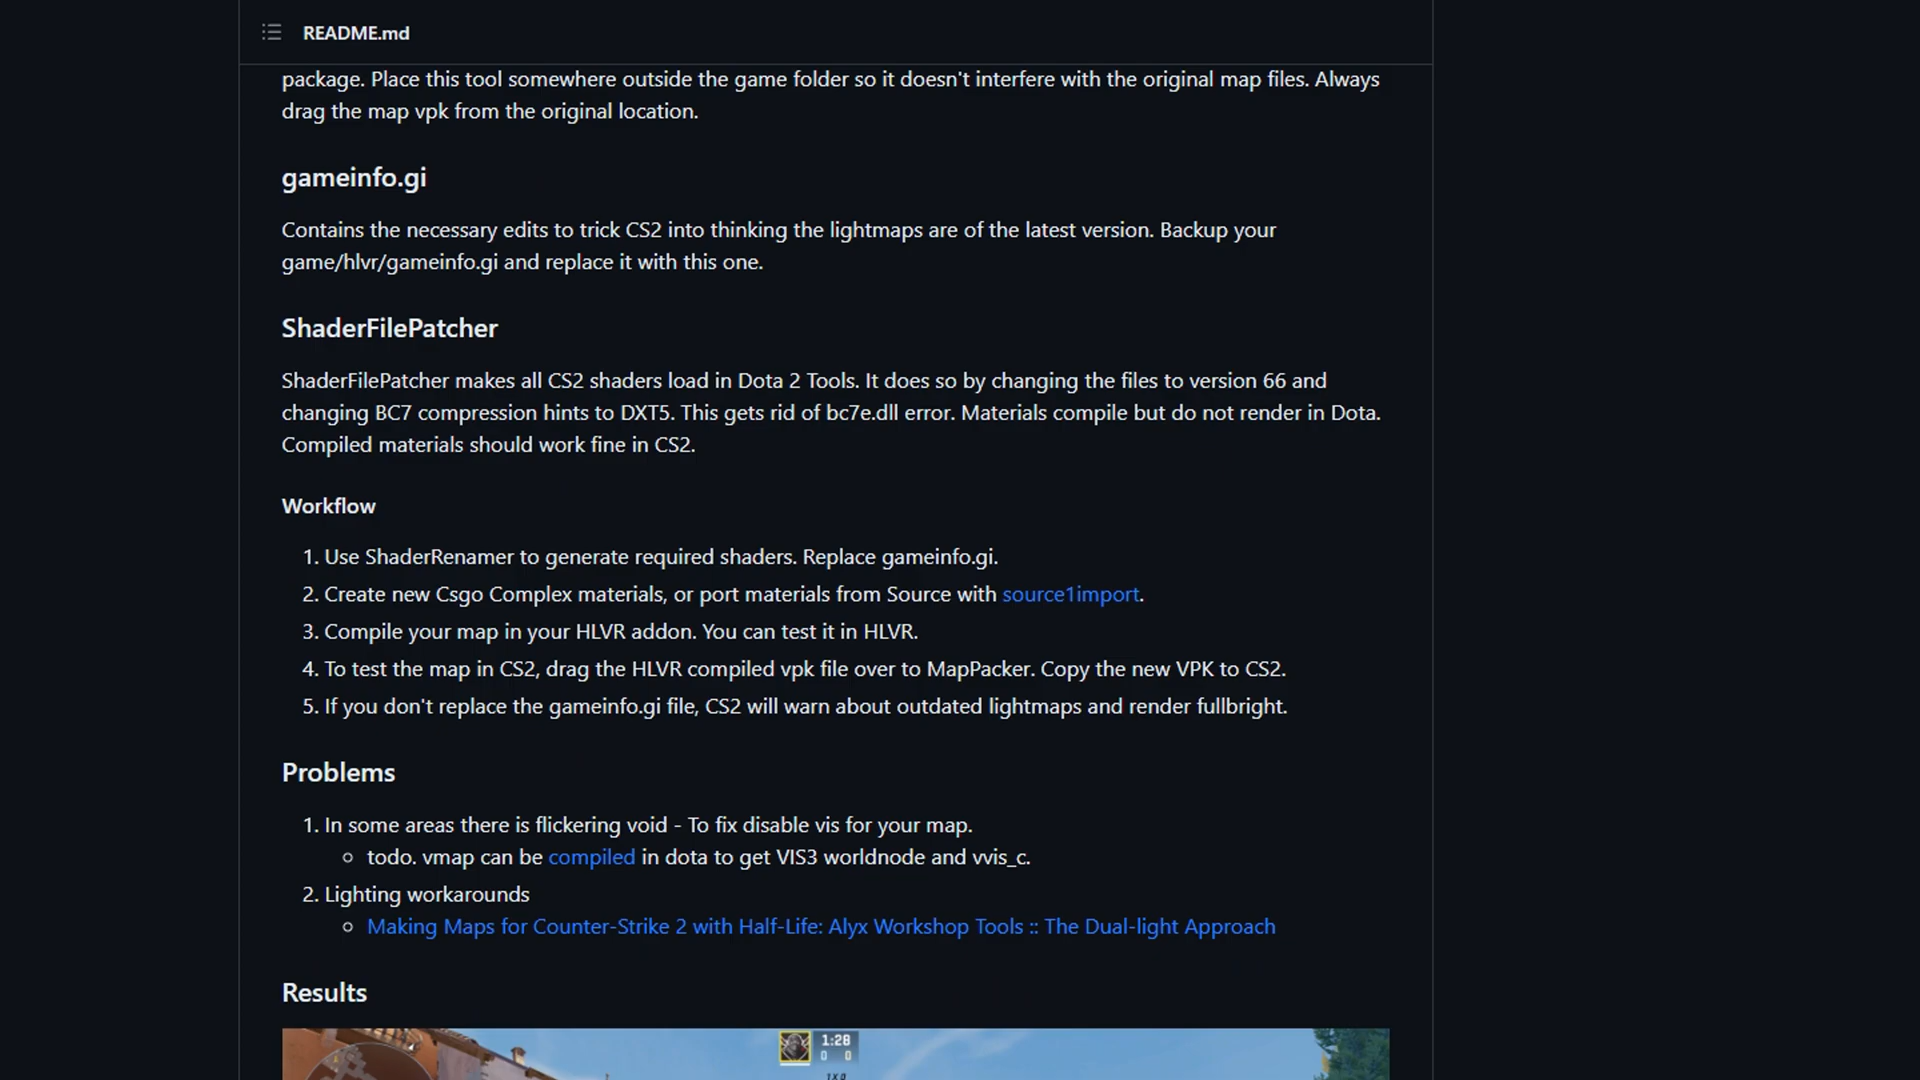 README.md
package. Place this tool somewhere outside the game folder so it doesn't interfere with the original map files. Always
drag the map vpk from the original location.
gameinfo.gi
Contains the necessary edits to trick CS2 into thinking the lightmaps are of the latest version. Backup your
game/hlvr/gameinfo.gi and replace it with this one.
ShaderFilePatcher
ShaderFilePatcher makes all CS2 shaders load in Dota 2 Tools. It does so by changing the files to version 66 and
changing BC7 compression hints to DXT5. This gets rid of bc7e.dll error. Materials compile but do not render in Dota.
Compiled materials should work fine in CS2.
Workflow
1. Use ShaderRenamer to generate required shaders. Replace gameinfo.gi.
2. Create new Csgo Complex materials, or port materials from Source with source1import.
3. Compile your map in your HLVR addon. You can test it in HLVR.
4. To test the map in CS2, drag the HLVR compiled vpk file over to MapPacker. Copy the new VPK to CS2.
5. If you don't replace the gameinfo.gi file, CS2 will warn about outdated lightmaps and render fullbright.
Problems
1. In some areas there is flickering void - To fix disable vis for your map.
todo. vmap can be compiled in dota to get VIS3 worldnode and vvis_c.
2. Lighting workarounds
Making Maps for Counter-Strike 2 with Half-Life: Alyx Workshop Tools :: The Dual-light Approach
Results
1:28
0 0